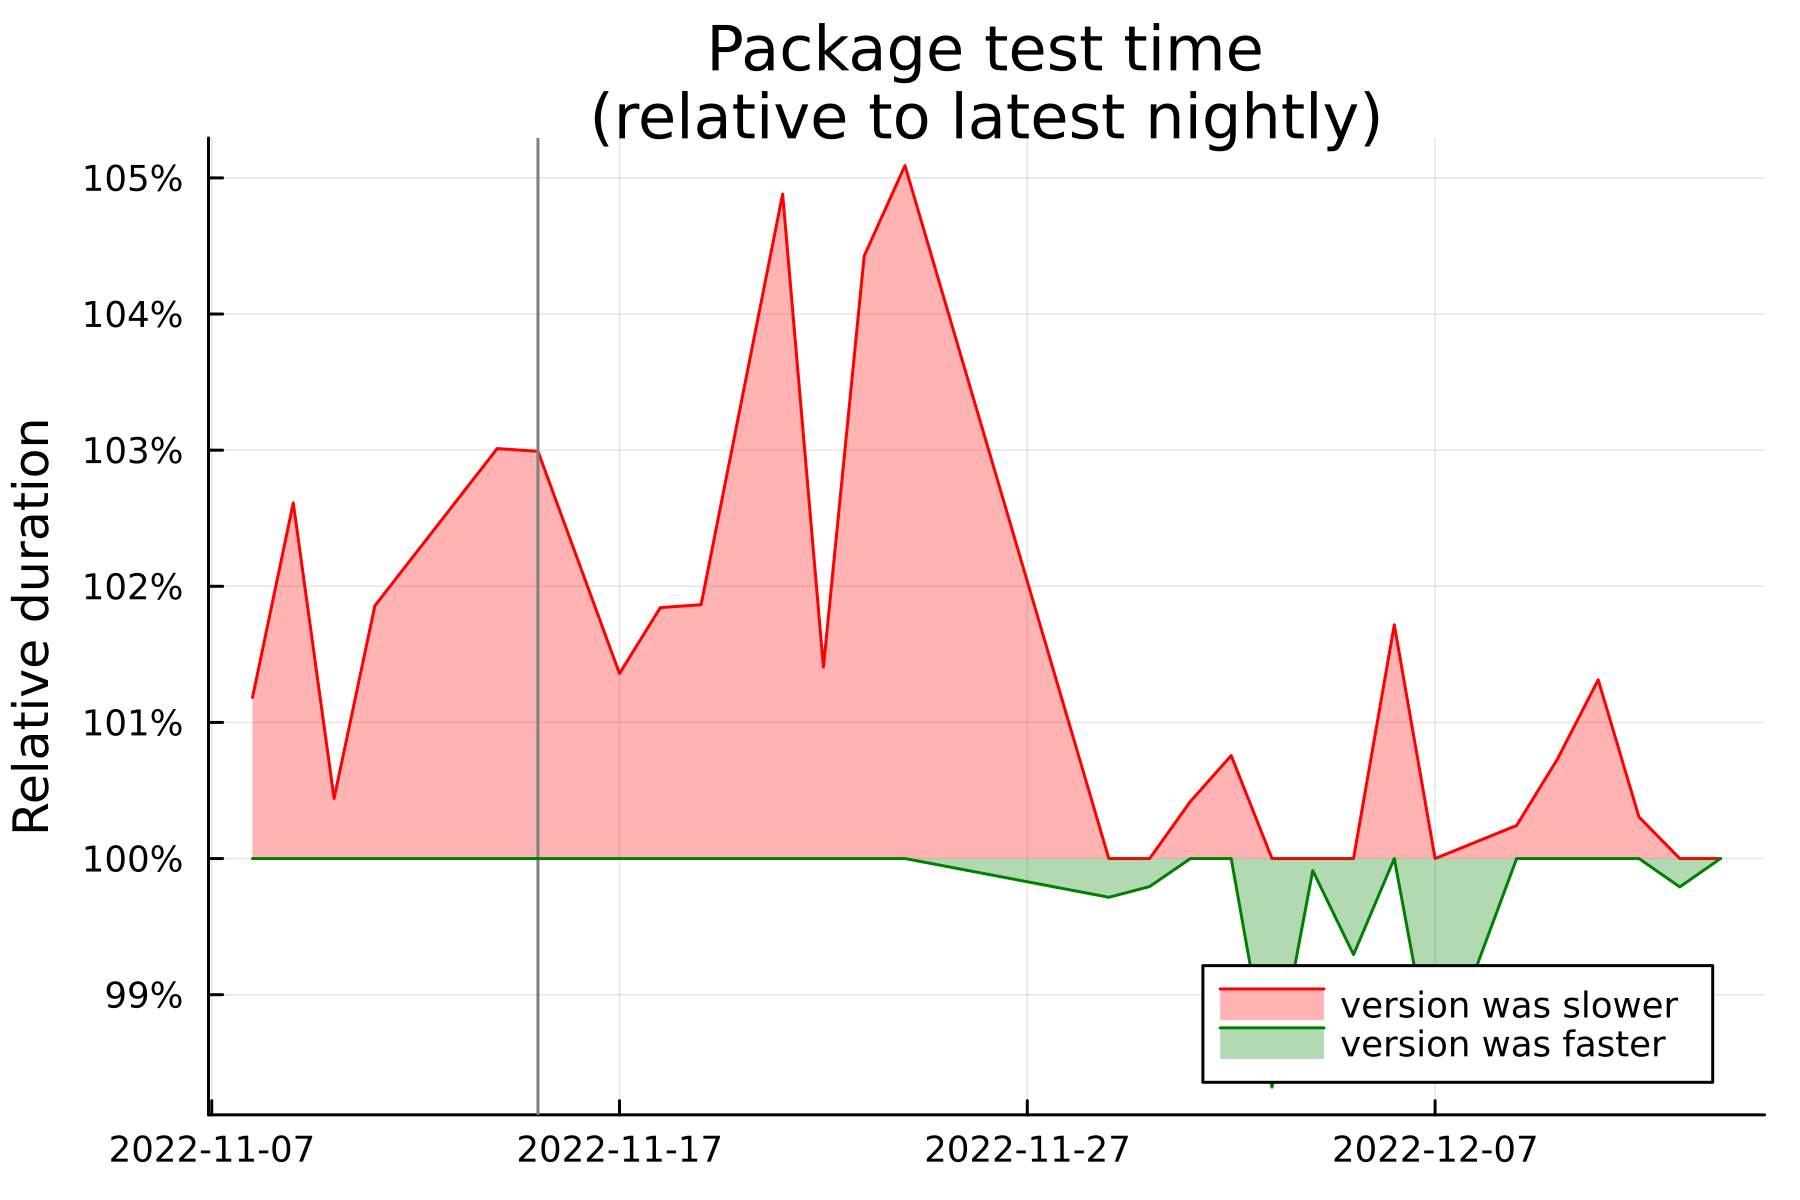 Package test time
(relative to latest nightly)
Relative duration
105%
104%
103%
102%
101%
100%
99%
version was slower
version was faster
2022-11-07
2022-11-17
2022-11-27
2022-12-07